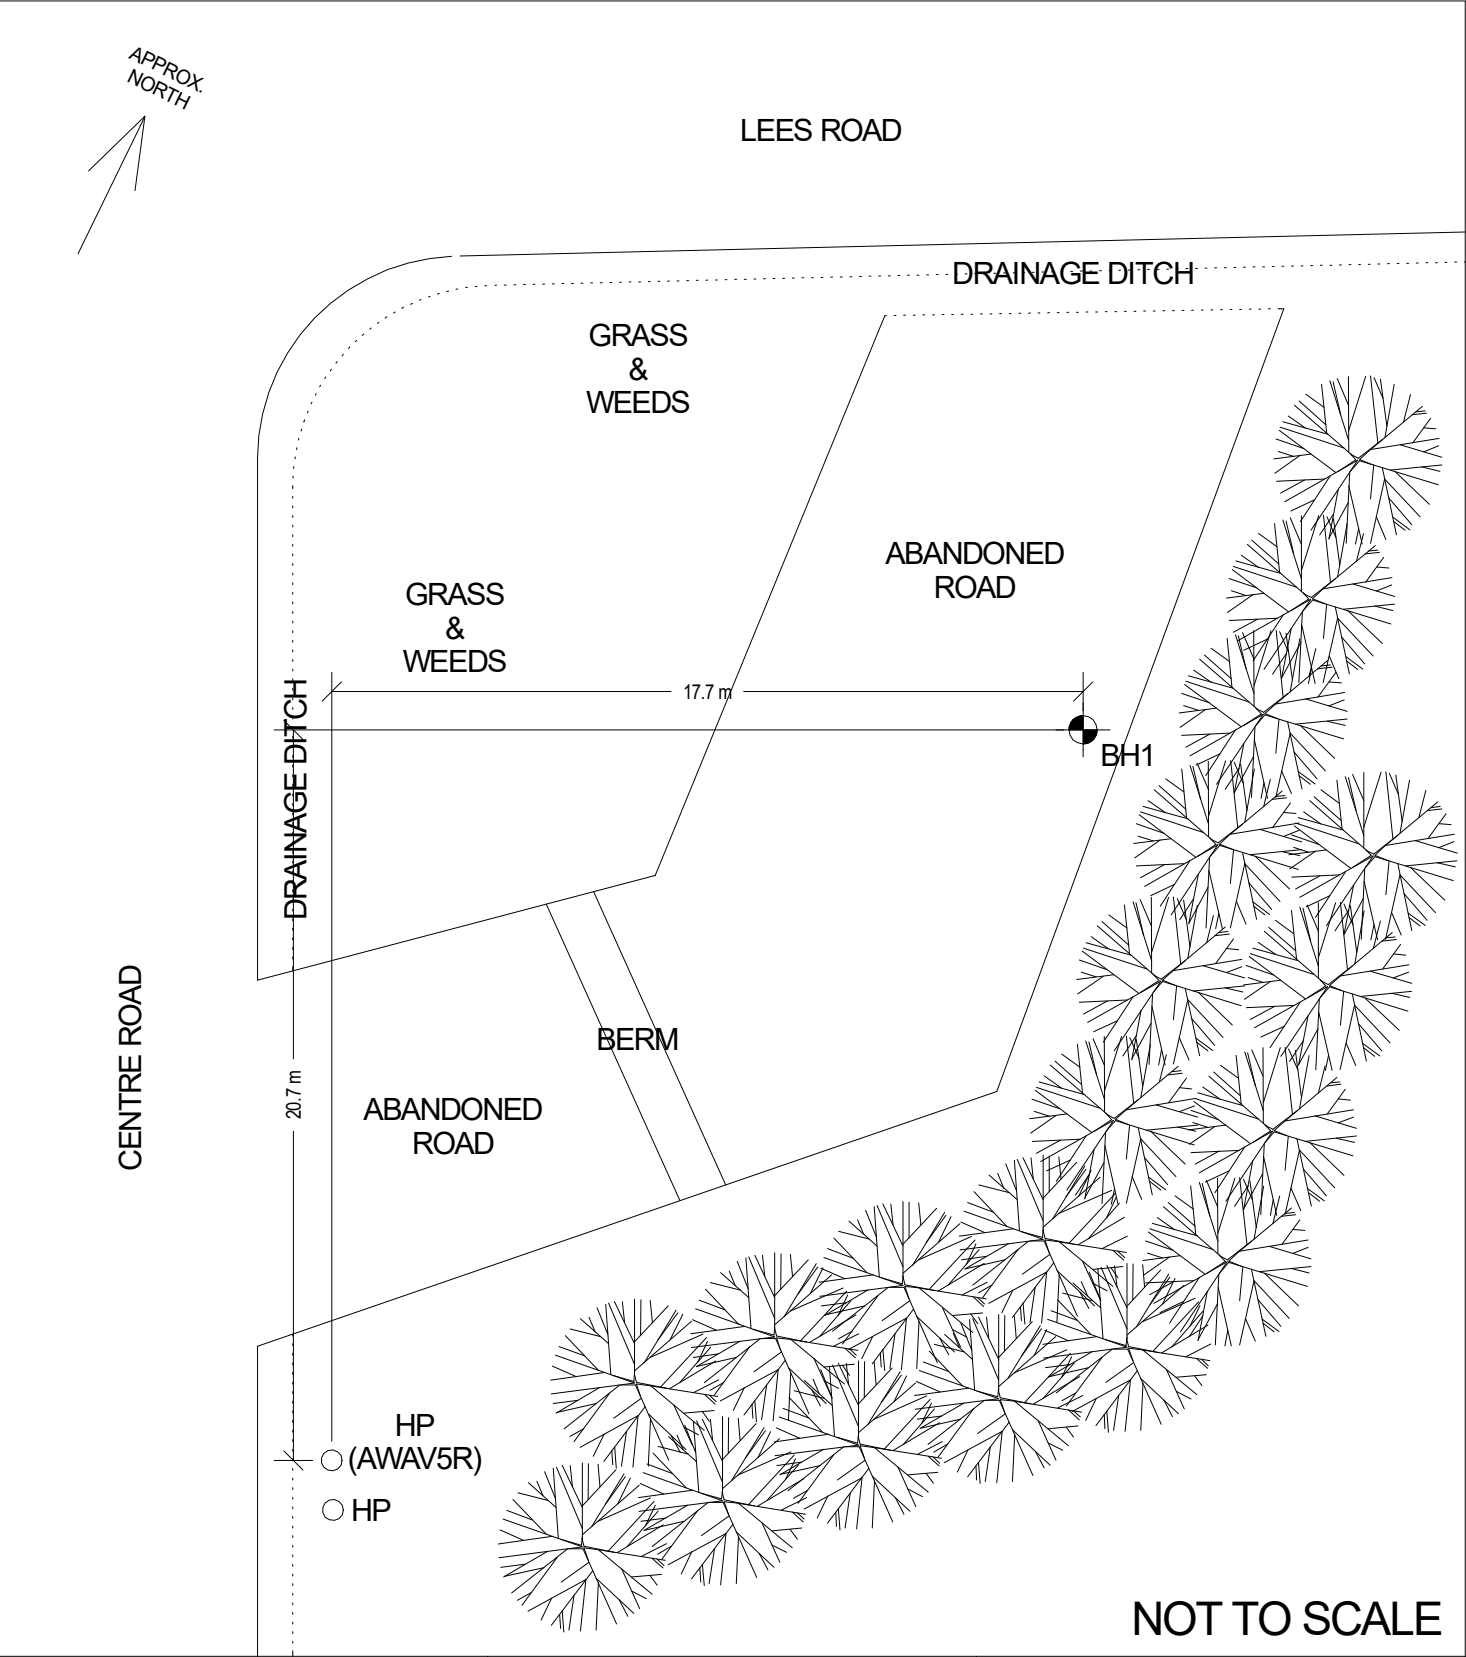 APPROX.
NORTH
LEES ROAD
DRAINAGE DITCH
GRASS
&
WEEDS
ABANDONED
ROAD
GRASS
&
WEEDS
17.7 m
DRAINAGE DITCH
BH1
CENTRE ROAD
BERM
20.7 m
ABANDONED
ROAD
HP
(AWAV5R)
HP
NOT TO SCALE